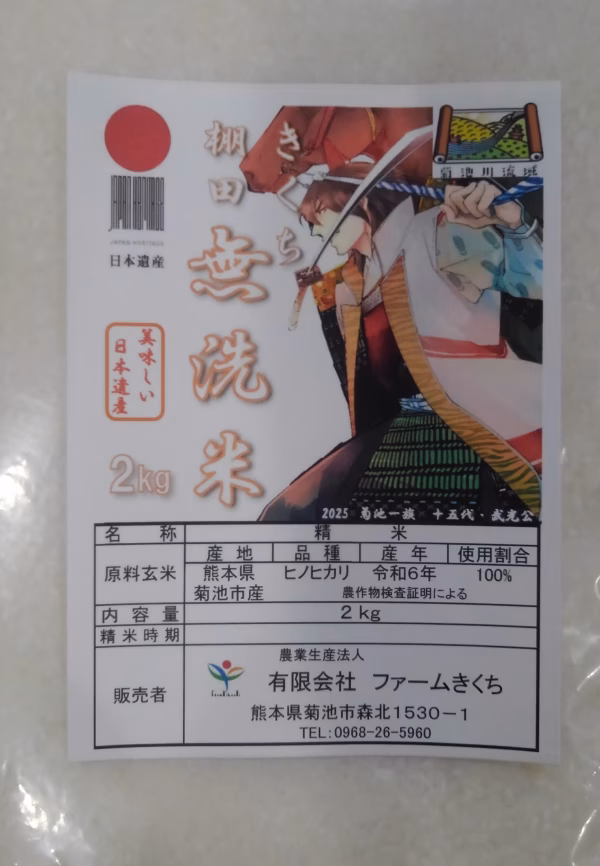 きくち
棚田
無洗米
2kg
JAPAN HERITAGE
日本遺産
美味しい
日本遺産
菊池川流域
2025 菊池一族 十五代・武光公
名称 精米
原料玄米
産地 品種 産年 使用割合
熊本県 ヒノヒカリ 令和6年 100%
菊池市産 農作物検査証明による
内容量 2kg
精米時期
販売者
農業生産法人
有限会社 ファームきくち
熊本県菊池市森北1530-1
TEL:0968-26-5960